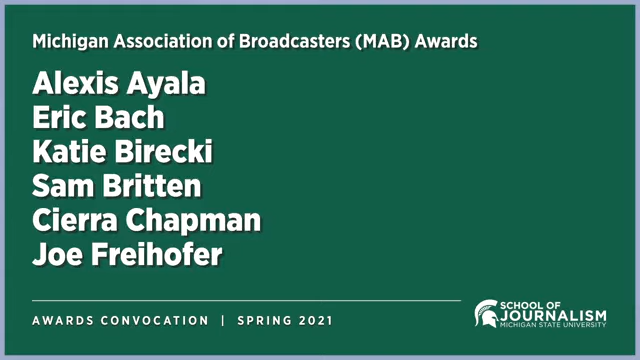 Michigan Association of Broadcasters (MAB) Awards
Alexis Ayala
Eric Bach
Katie Birecki
Sam Britten
Cierra Chapman
Joe Freihofer
AWARDS CONVOCATION | SPRING 2021
SCHOOL OF
JOURNALISM
MICHIGAN STATE UNIVERSITY